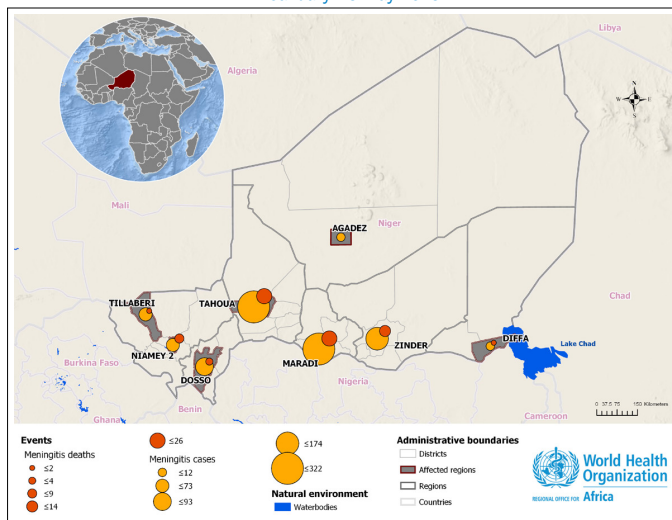 Libya
Algeria
N
W E
S
Mali
AGADEZ
Niger
Chad
TILLABERI
TAHOUA
DIFFA
Lake Chad
NIAMEY 2
ZINDER
MARADI
Burkina Faso
DOSSO
Nigeria
Benin
Ghana
Cameroon
0 37.5 75 150 Kilometers
Events
Meningitis deaths
≤2
≤4
≤9
≤14
≤26
Meningitis cases
≤12
≤73
≤93
≤174
≤322
Natural environment
Waterbodies
Administrative boundaries
Districts
Affected regions
Regions
Countries
World Health
Organization
REGIONAL OFFICE FOR Africa